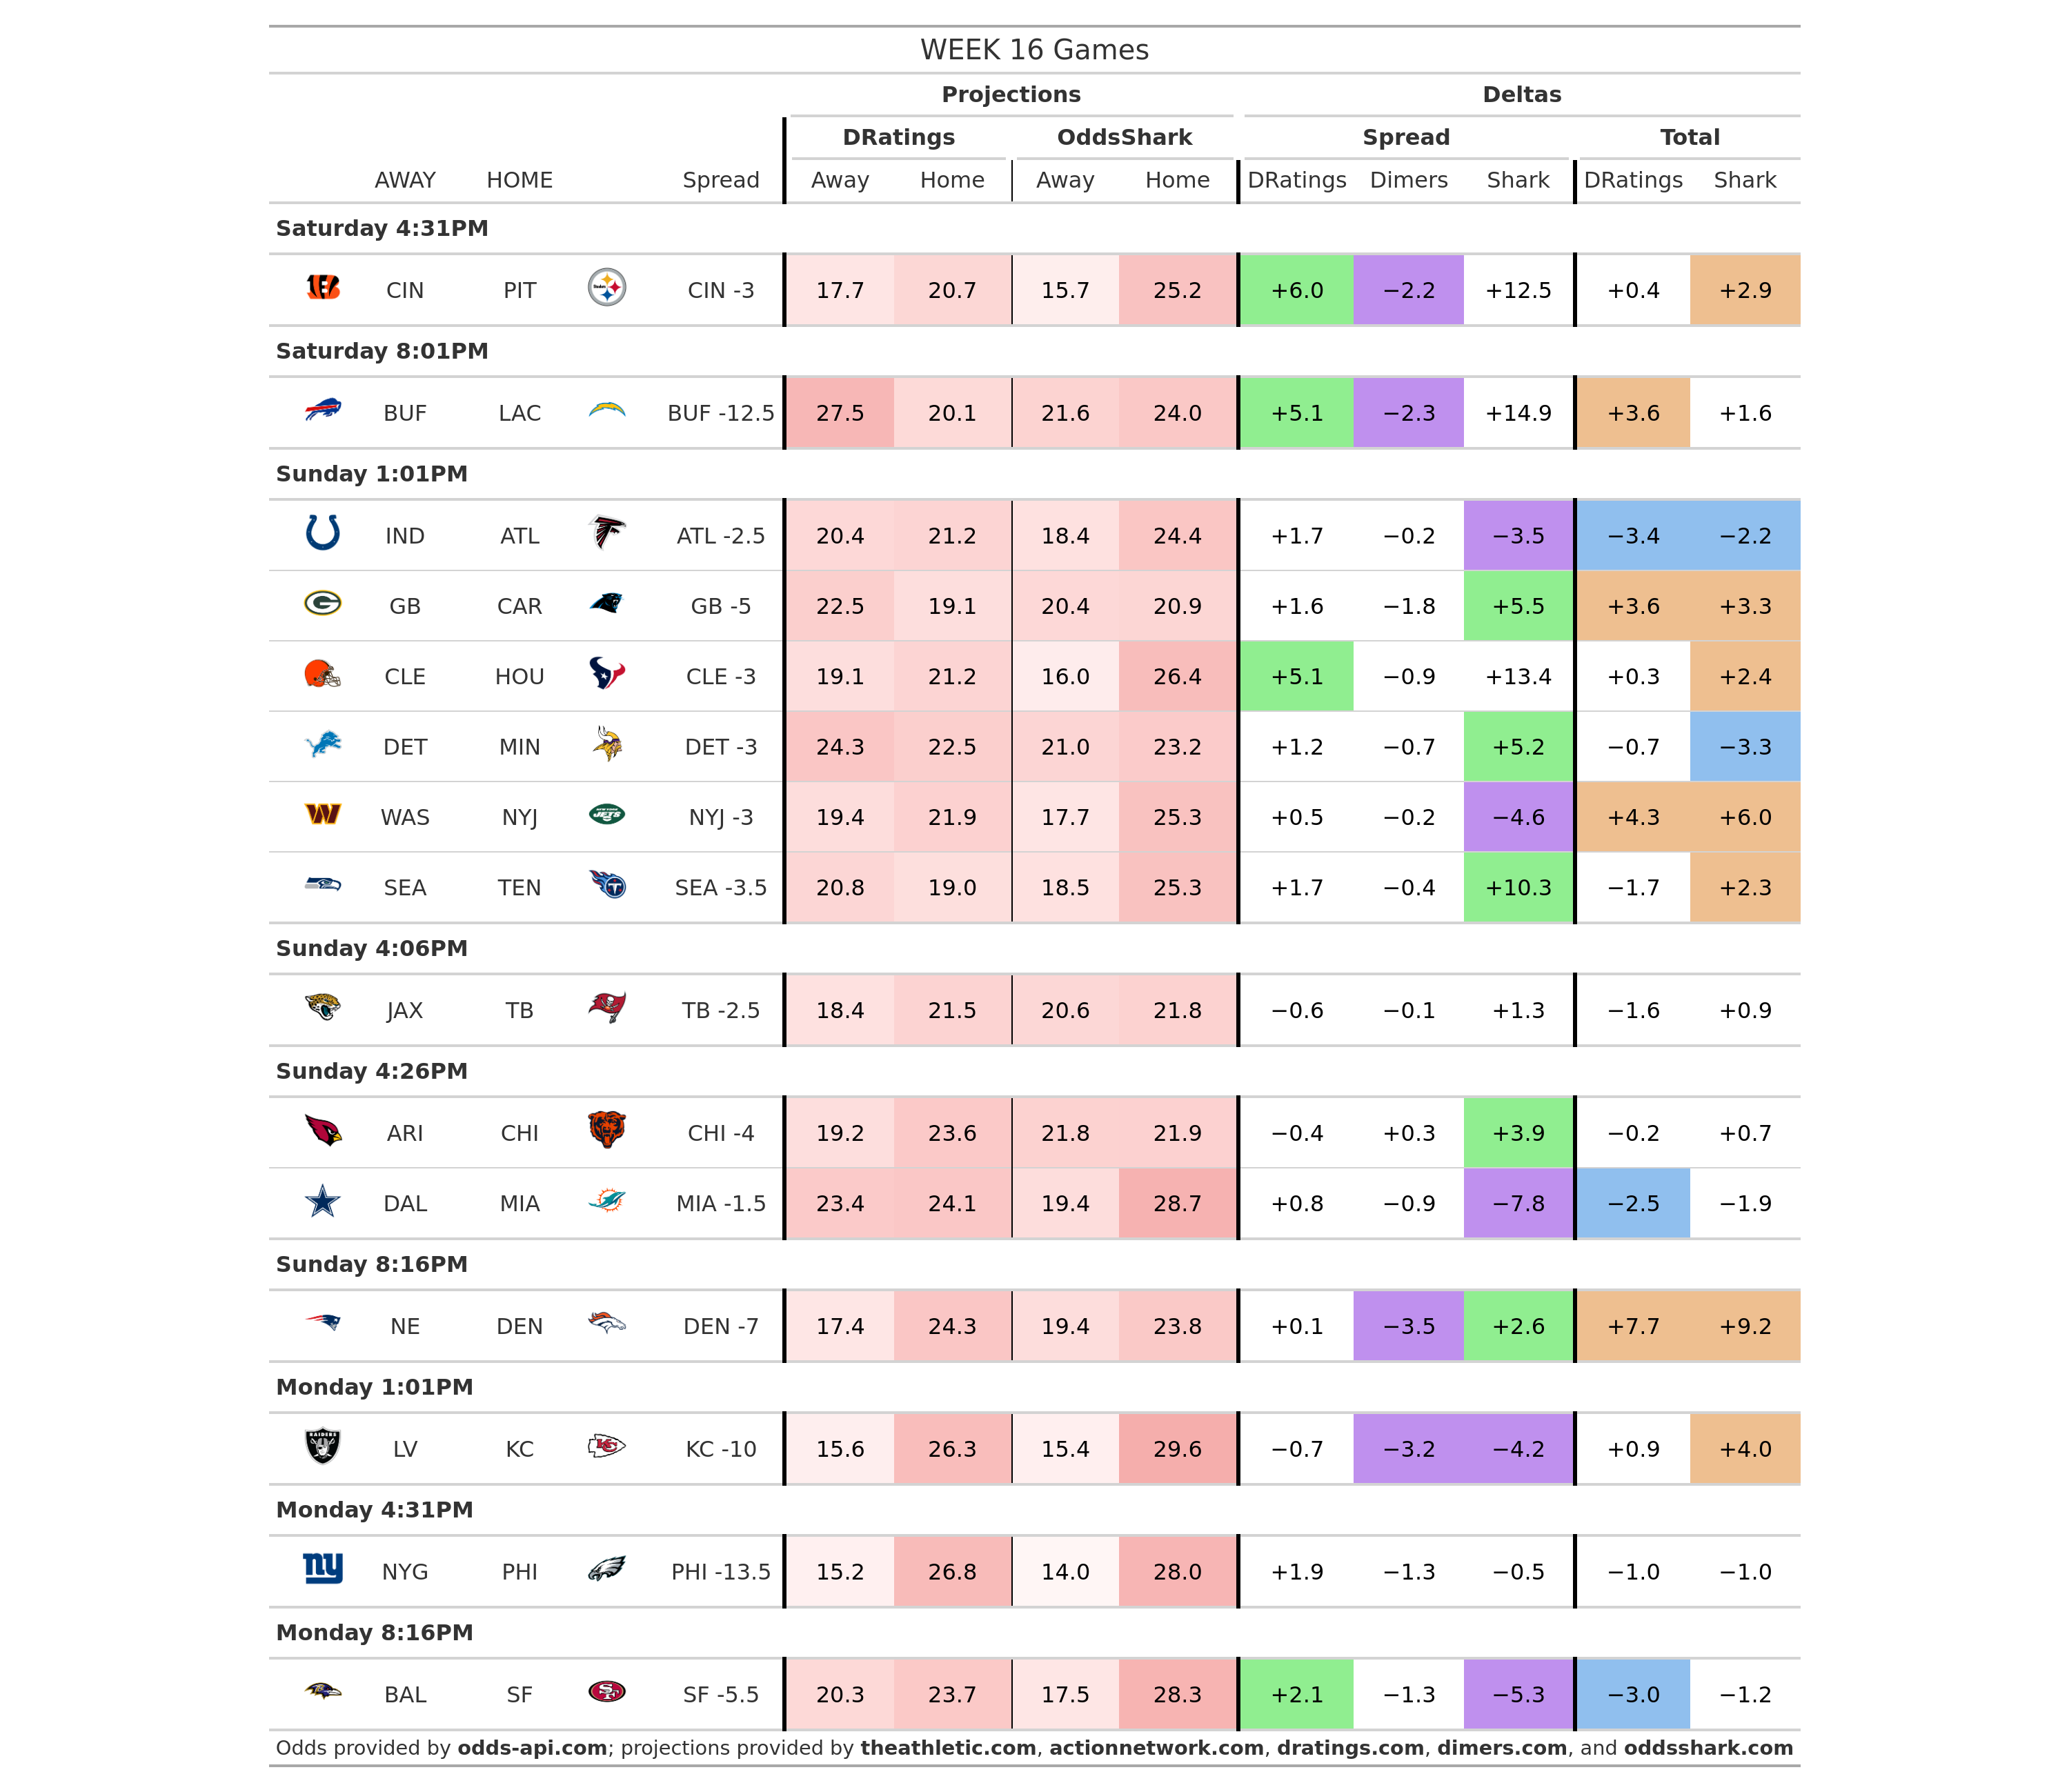 WEEK 16 Games
Projections Deltas
DRatings OddsShark Spread Total
AWAY HOME Spread Away Home Away Home DRatings Dimers Shark DRatings Shark
Saturday 4:31PM
CIN PIT CIN -3 17.7 20.7 15.7 25.2 +6.0 −2.2 +12.5 +0.4 +2.9
Saturday 8:01PM
BUF LAC BUF -12.5 27.5 20.1 21.6 24.0 +5.1 −2.3 +14.9 +3.6 +1.6
Sunday 1:01PM
IND ATL ATL -2.5 20.4 21.2 18.4 24.4 +1.7 −0.2 −3.5 −3.4 −2.2
GB CAR GB -5 22.5 19.1 20.4 20.9 +1.6 −1.8 +5.5 +3.6 +3.3
CLE HOU CLE -3 19.1 21.2 16.0 26.4 +5.1 −0.9 +13.4 +0.3 +2.4
DET MIN DET -3 24.3 22.5 21.0 23.2 +1.2 −0.7 +5.2 −0.7 −3.3
WAS NYJ NYJ -3 19.4 21.9 17.7 25.3 +0.5 −0.2 −4.6 +4.3 +6.0
SEA TEN SEA -3.5 20.8 19.0 18.5 25.3 +1.7 −0.4 +10.3 −1.7 +2.3
Sunday 4:06PM
JAX TB TB -2.5 18.4 21.5 20.6 21.8 −0.6 −0.1 +1.3 −1.6 +0.9
Sunday 4:26PM
ARI CHI CHI -4 19.2 23.6 21.8 21.9 −0.4 +0.3 +3.9 −0.2 +0.7
DAL MIA MIA -1.5 23.4 24.1 19.4 28.7 +0.8 −0.9 −7.8 −2.5 −1.9
Sunday 8:16PM
NE DEN DEN -7 17.4 24.3 19.4 23.8 +0.1 −3.5 +2.6 +7.7 +9.2
Monday 1:01PM
LV KC KC -10 15.6 26.3 15.4 29.6 −0.7 −3.2 −4.2 +0.9 +4.0
Monday 4:31PM
NYG PHI PHI -13.5 15.2 26.8 14.0 28.0 +1.9 −1.3 −0.5 −1.0 −1.0
Monday 8:16PM
BAL SF SF -5.5 20.3 23.7 17.5 28.3 +2.1 −1.3 −5.3 −3.0 −1.2
Odds provided by odds-api.com; projections provided by theathletic.com, actionnetwork.com, dratings.com, dimers.com, and oddsshark.com